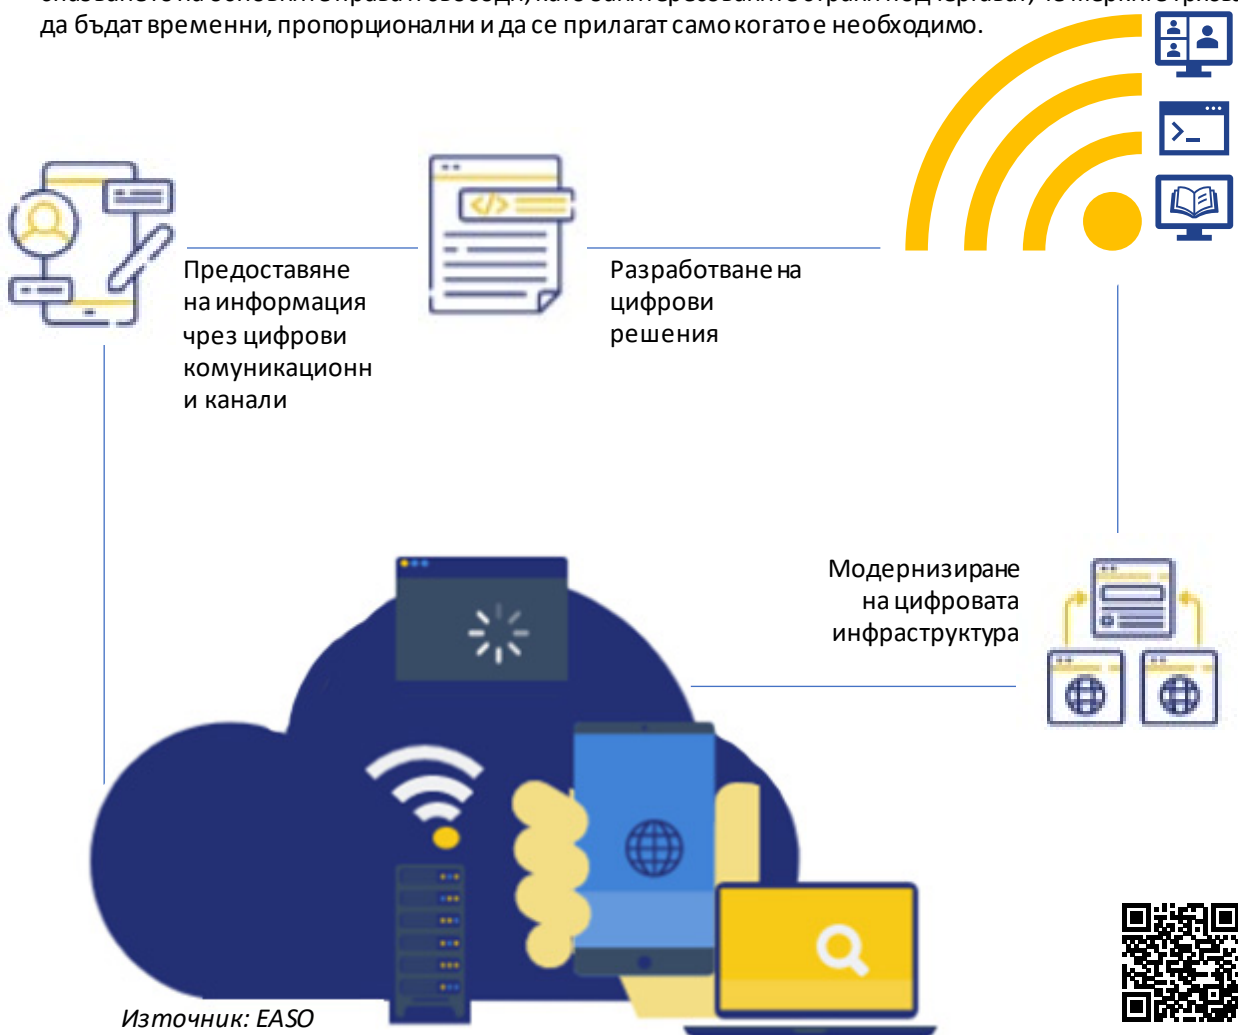 да бъдат временни, пропорционални и да се прилагат само когато е необходимо.
Предоставяне
на информация
чрез цифрови
комуникационн
и канали
Разработване на
цифрови
решения
Модернизиране
на цифровата
инфраструктура
Източник: EASO